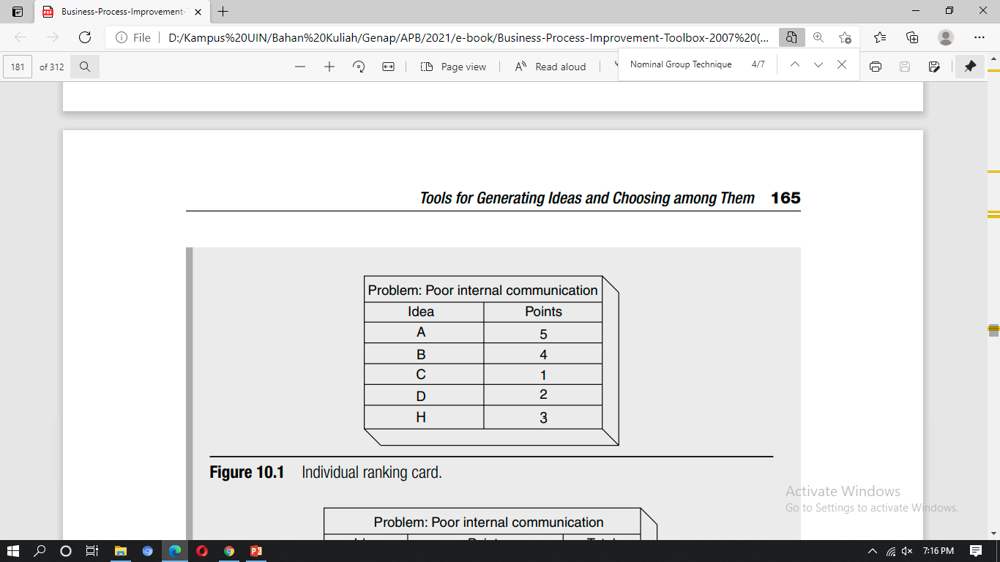 Business-Process-Improvement-
File
D:/Kampus%20UIN/Bahan%20Kuliah/Genap/APB/2021/e-book/Business-Process-Improvement-Toolbox-2007%20(...
181 of 312
Page view
Read aloud
Nominal Group Technique 4/7
Tools for Generating Ideas and Choosing among Them 165
Problem: Poor internal communication
Idea Points
A 5
B 4
C 1
D 2
H 3
Figure 10.1 Individual ranking card.
Problem: Poor internal communication
Activate Windows
Go to Settings to activate Windows.
7:16 PM